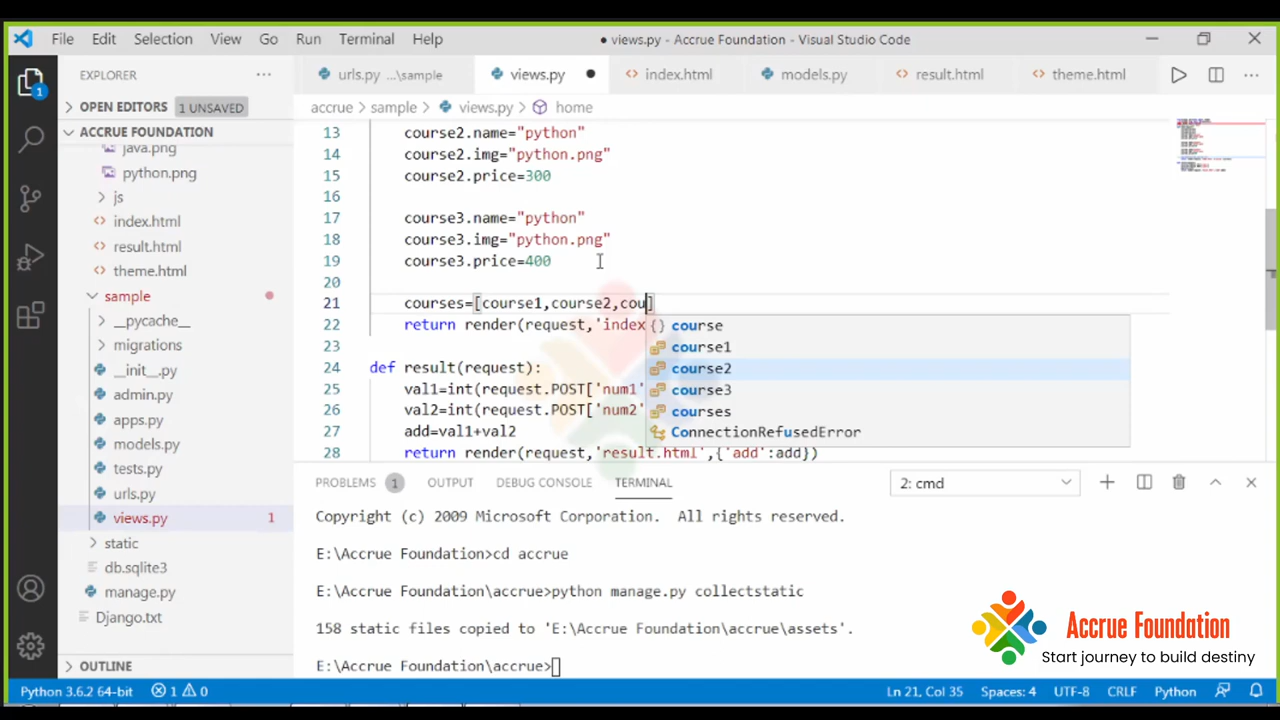 File Edit Selection View Go Run Terminal Help
● views.py - Accrue Foundation - Visual Studio Code
EXPLORER
OPEN EDITORS 1 UNSAVED
ACCRUE FOUNDATION
java.png
python.png
js
index.html
result.html
theme.html
sample
__pycache__
migrations
__init__.py
admin.py
apps.py
models.py
tests.py
urls.py
views.py 1
static
db.sqlite3
manage.py
Django.txt
OUTLINE
urls.py ...\sample views.py index.html models.py result.html theme.html
accrue > sample > views.py > home
13 course2.name="python"
14 course2.img="python.png"
15 course2.price=300
16
17 course3.name="python"
18 course3.img="python.png"
19 course3.price=400
20
21 courses=[course1,course2,cou]
22 return render(request,'index
23
24 def result(request):
25 val1=int(request.POST['num1'
26 val2=int(request.POST['num2'
27 add=val1+val2
28 return render(request,'result.html',{'add':add})
{} course
course1
course2
course3
courses
ConnectionRefusedError
PROBLEMS 1 OUTPUT DEBUG CONSOLE TERMINAL 2: cmd
Copyright (c) 2009 Microsoft Corporation.  All rights reserved.
E:\Accrue Foundation>cd accrue
E:\Accrue Foundation\accrue>python manage.py collectstatic
158 static files copied to 'E:\Accrue Foundation\accrue\assets'.
E:\Accrue Foundation\accrue>
Accrue Foundation
Start journey to build destiny
Python 3.6.2 64-bit 1 0 Ln 21, Col 35 Spaces: 4 UTF-8 CRLF Python
1